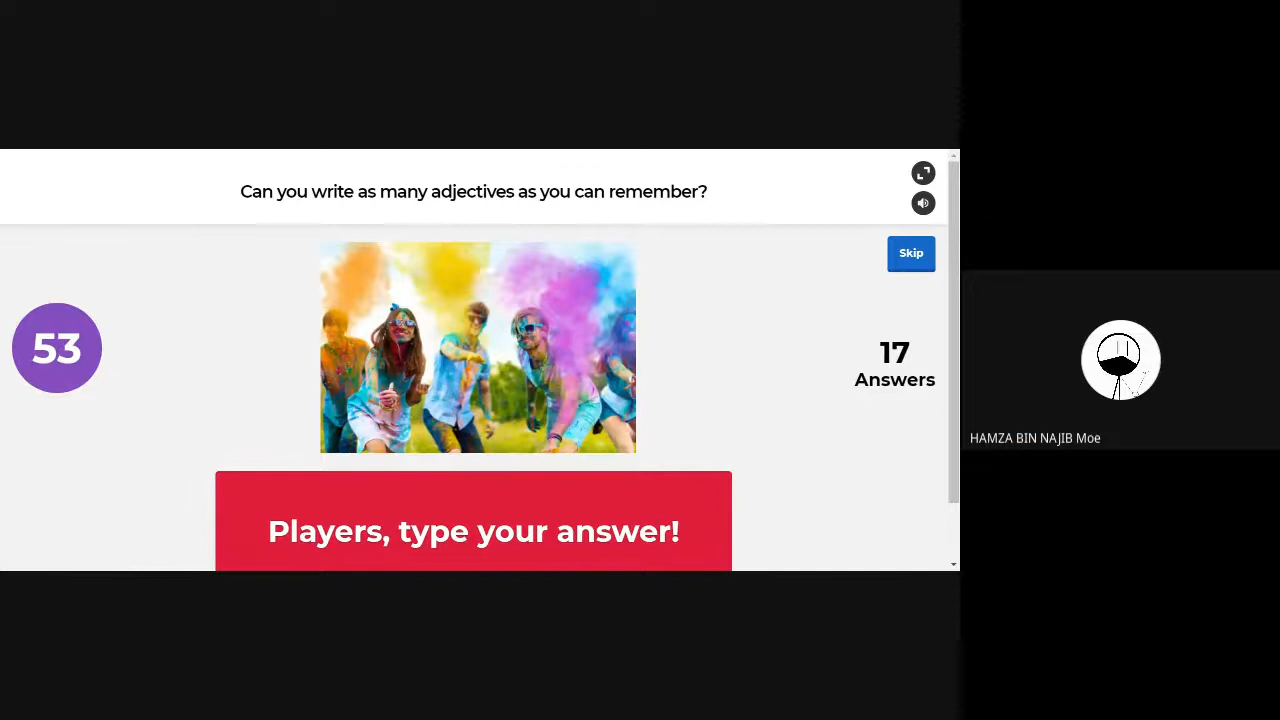 Can you write as many adjectives as you can remember?
Skip
53
17
Answers
Players, type your answer!
HAMZA BIN NAJIB Moe